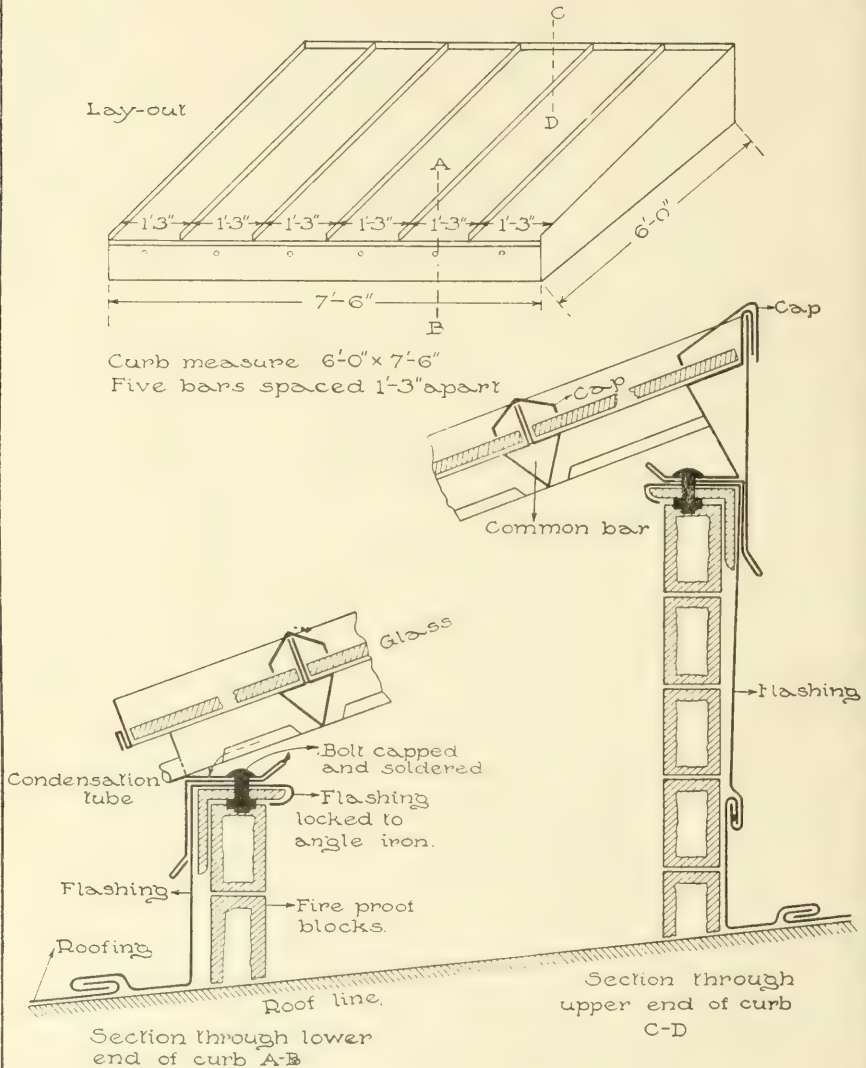 C
Lay-out
D
A
1'3" 1'-3" 1'-3" 1'-3" 1'-3" 1'-3"
6'-0"
7'-6"
B
Cap
Curb measure 6'-0" × 7'-6"
Five bars spaced 1'-3" apart
Cap
Common bar
Glass
Flashing
Bolt capped
and soldered
Condensation
tube
Flashing
locked to
angle iron.
Flashing
Fire proof
blocks.
Roofing
Roof line.
Section through
upper end of curb
C-D
Section through lower
end of curb A-B